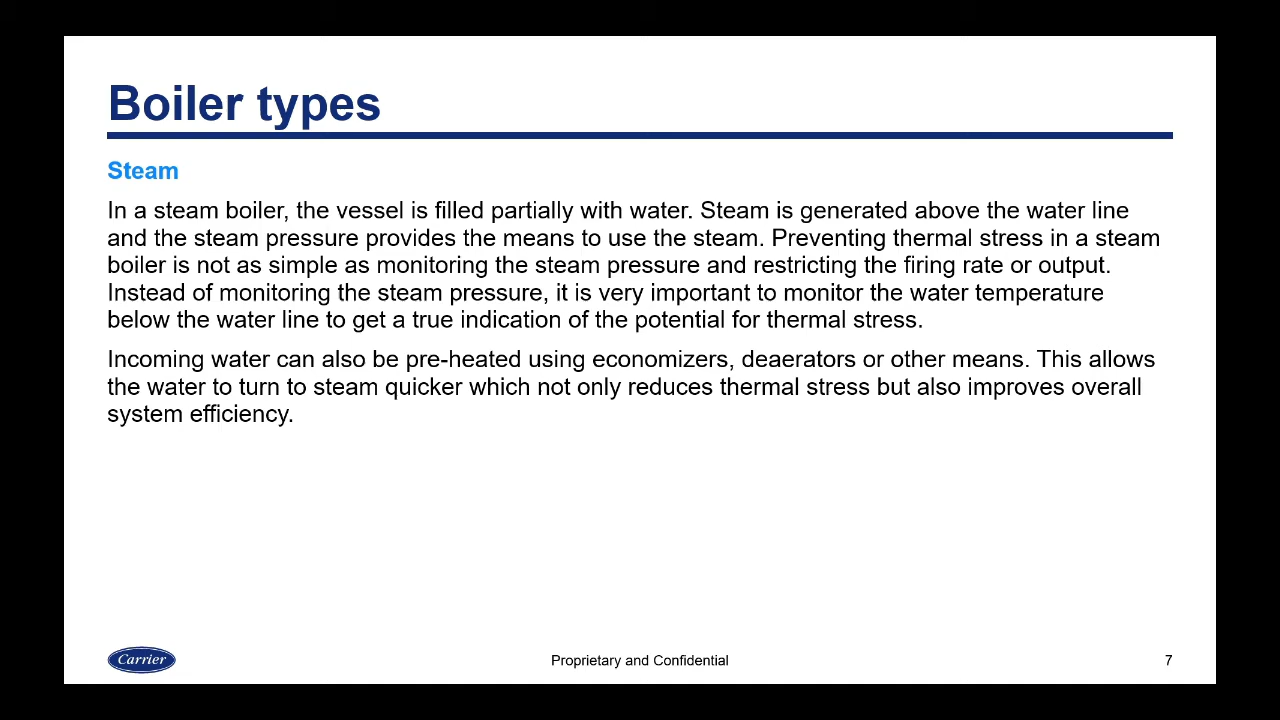 Boiler types
Steam
In a steam boiler, the vessel is filled partially with water. Steam is generated above the water line
and the steam pressure provides the means to use the steam. Preventing thermal stress in a steam
boiler is not as simple as monitoring the steam pressure and restricting the firing rate or output.
Instead of monitoring the steam pressure, it is very important to monitor the water temperature
below the water line to get a true indication of the potential for thermal stress.
Incoming water can also be pre-heated using economizers, deaerators or other means. This allows
the water to turn to steam quicker which not only reduces thermal stress but also improves overall
system efficiency.
Carrier
Proprietary and Confidential
7